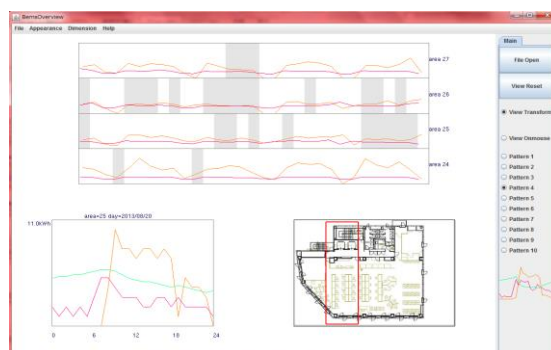 BemsOverview
File Appearance Dimension Help
Main
File Open
View Reset
View Transform
View Osmouse
Pattern 1
Pattern 2
Pattern 3
Pattern 4
Pattern 5
Pattern 6
Pattern 7
Pattern 8
Pattern 9
Pattern 10
area 27
area 26
area 25
area 24
area=25 day=2013/08/20
11.0KWh
0 6 12 18 24